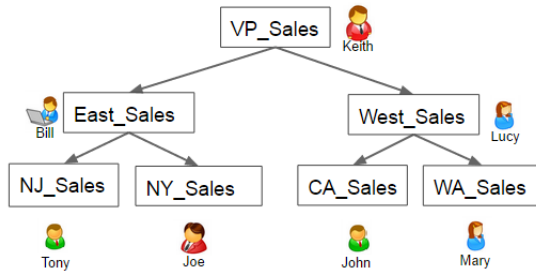 VP_Sales
Keith
Bill
East_Sales
West_Sales
Lucy
NJ_Sales
NY_Sales
CA_Sales
WA_Sales
Tony
Joe
John
Mary